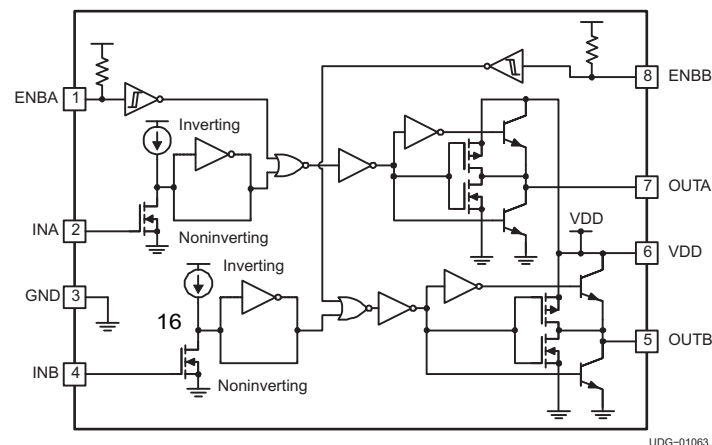 ENBA 1
8 ENBB
Inverting
7 OUTA
INA 2
VDD
Noninverting
6 VDD
Inverting
GND 3
16
5 OUTB
INB 4
Noninverting
UDG-01063